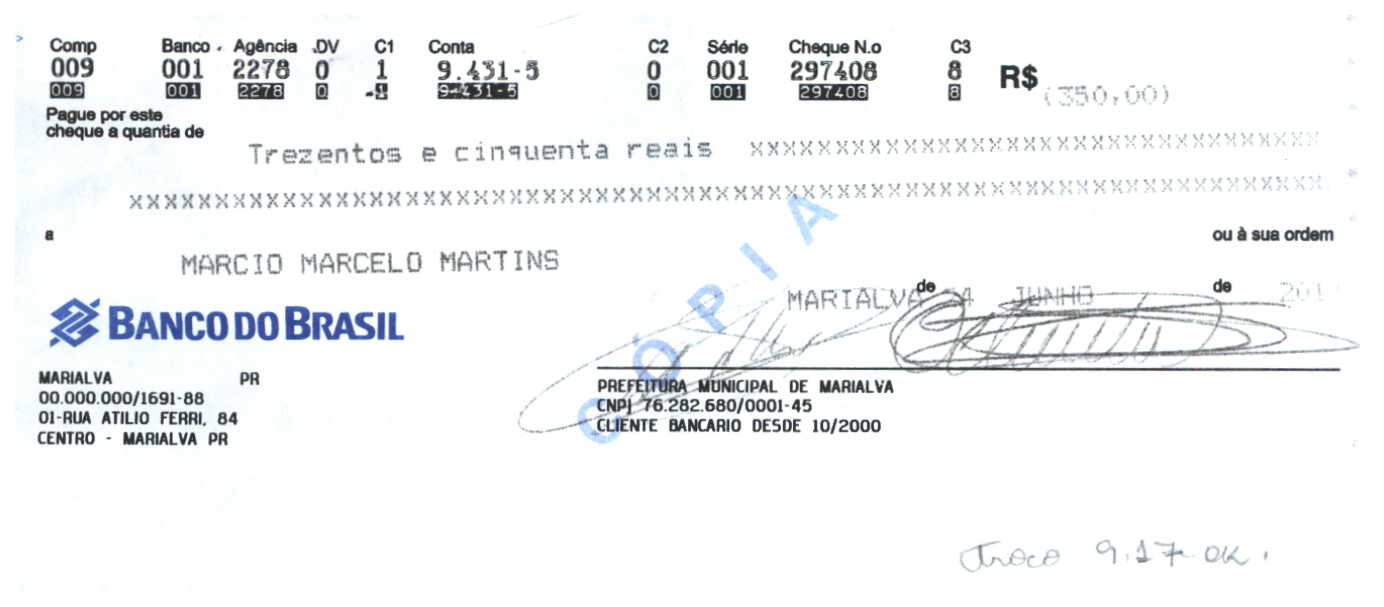 Comp Banco Agência DV C1 Conta C2 Série Cheque N.o C3
009 001 2278 0 1 9.431-5 0 001 297408 8 R$ (350,00)
009 001 2278 0 1 9.431-5 0 001 297408 8
Pague por este
cheque a quantia de
Trezentos e cinquenta reais XXXXXXXXXXXXXXXXXXXXXXXXXXXXXXXXXX
XXXXXXXXXXXXXXXXXXXXXXXXXXXXXXXXXXXXXXXXXXXXXXXXXXXXXXXXXXXXXXXXXXXXXX
a ou à sua ordem
MARCIO MARCELO MARTINS
MARIALVA de JUNHO de
CÓPIA
BANCO DO BRASIL
MARIALVA PR
00.000.000/1691-88
01-RUA ATILIO FERRI, 84
CENTRO - MARIALVA PR
PREFEITURA MUNICIPAL DE MARIALVA
CNPJ 76.282.680/0001-45
CLIENTE BANCARIO DESDE 10/2000
Troco 9.17 OK.